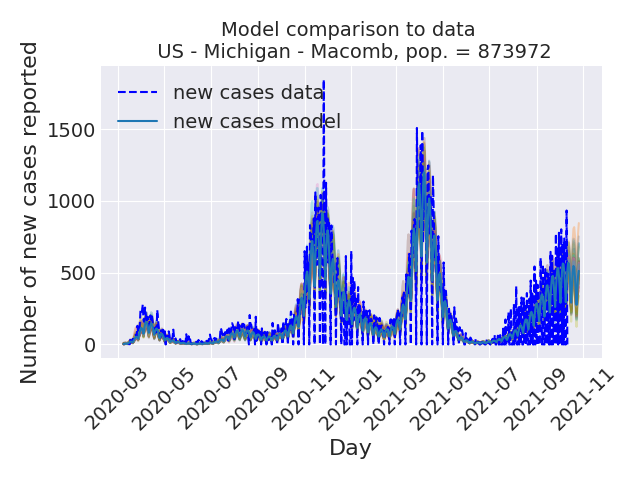 Model comparison to data
US - Michigan - Macomb, pop. = 873972
Number of new cases reported
new cases data
new cases model
1500
1000
500
0
2020-03
2020-05
2020-07
2020-09
2020-11
2021-01
2021-03
2021-05
2021-07
2021-09
2021-11
Day